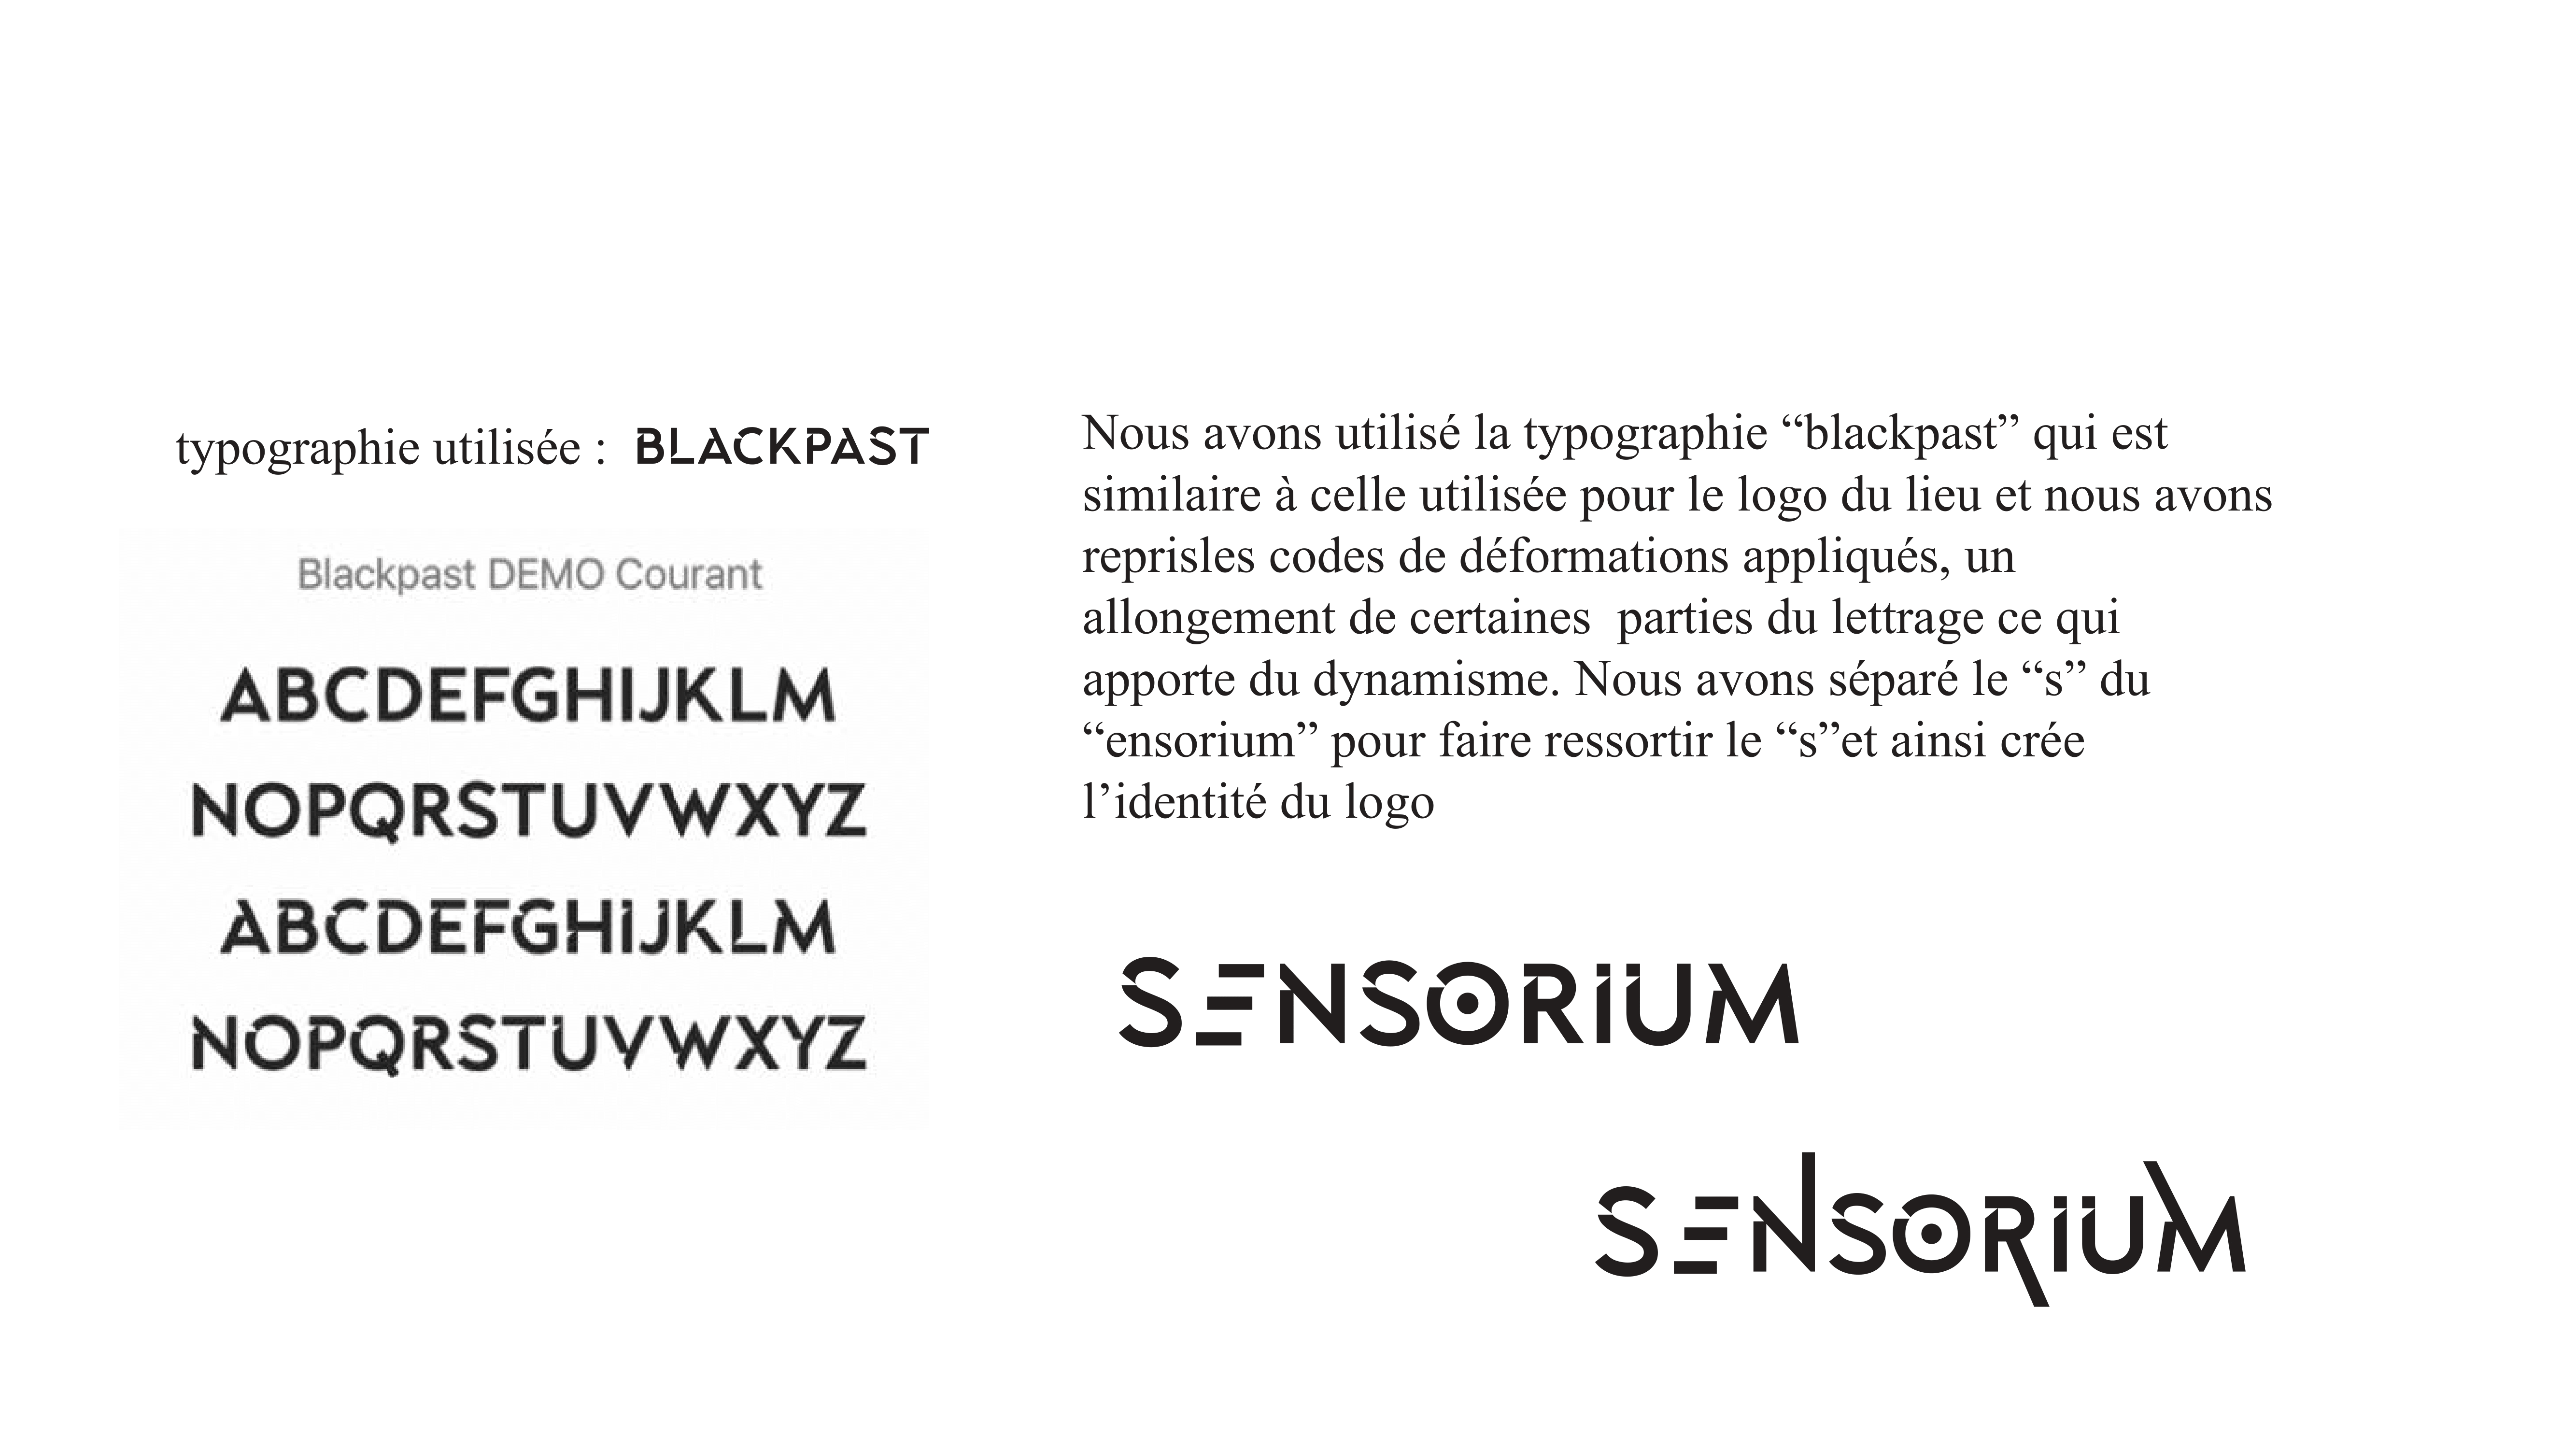 typographie utilisée : BLACKPAST
Blackpast DEMO Courant
ABCDEFGHIJKLM
NOPQRSTUVWXYZ
ABCDEFGHIJKLM
NOPQRSTUVWXYZ
Nous avons utilisé la typographie “blackpast” qui est
similaire à celle utilisée pour le logo du lieu et nous avons
reprisles codes de déformations appliqués, un
allongement de certaines  parties du lettrage ce qui
apporte du dynamisme. Nous avons séparé le “s” du
“ensorium” pour faire ressortir le “s”et ainsi crée
l’identité du logo
SENSORIUM
SENSORIUM